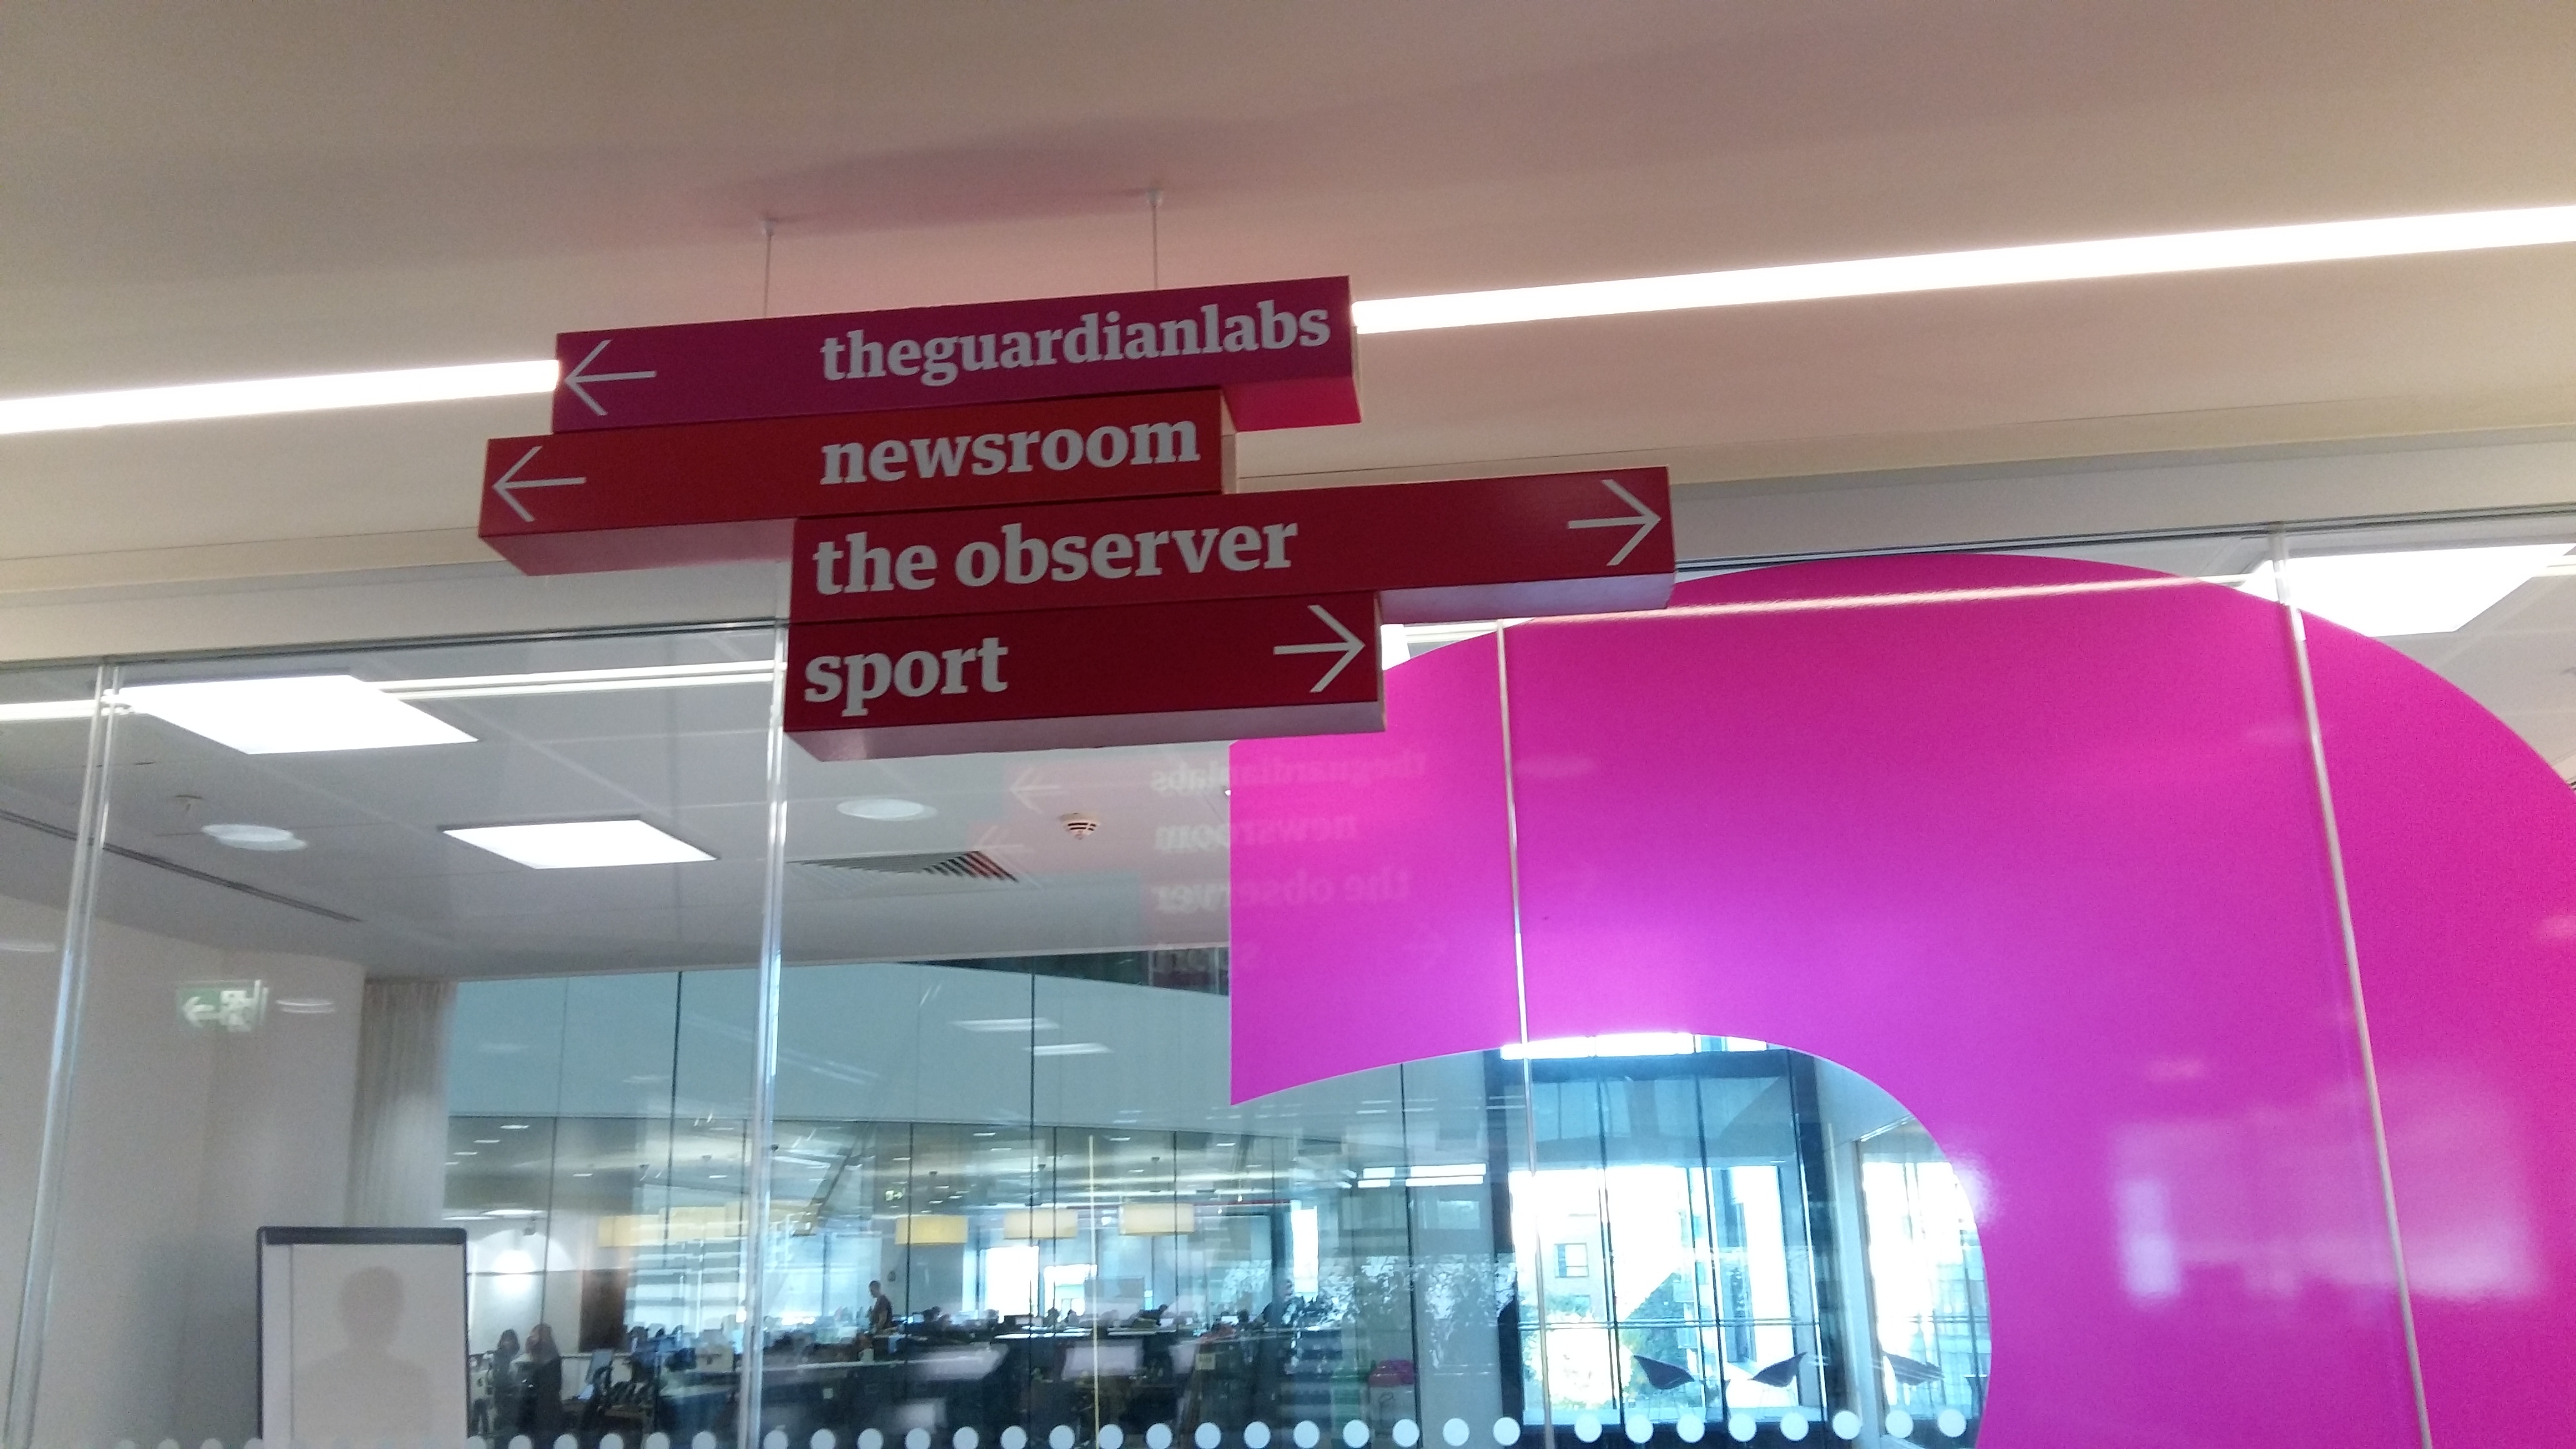 theguardianlabs
newsroom
the observer
sport